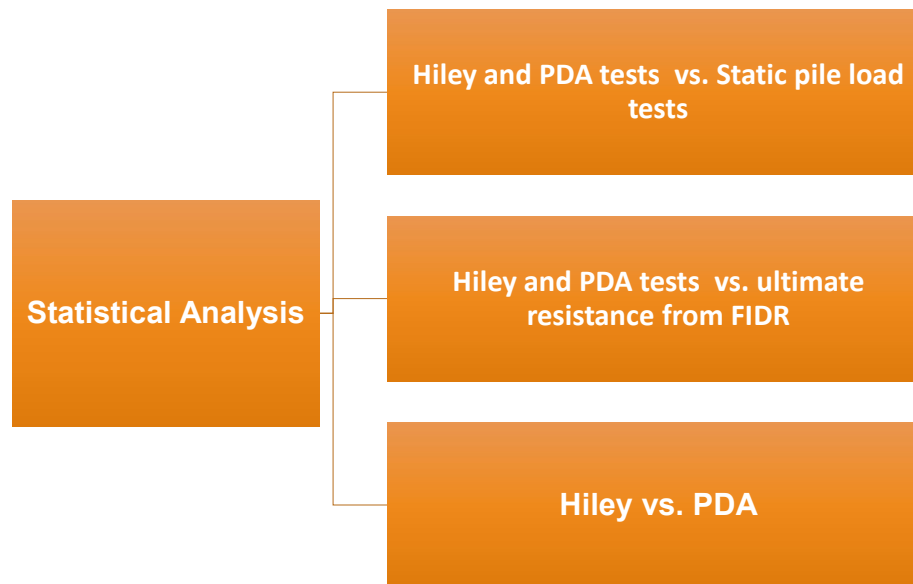 Hiley and PDA tests  vs. Static pile load
tests
Statistical Analysis
Hiley and PDA tests  vs. ultimate
resistance from FIDR
Hiley vs. PDA